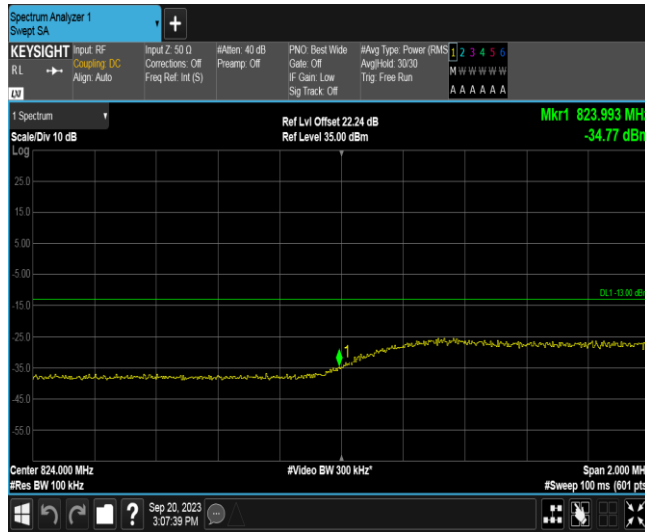 Spectrum Analyzer 1
Swept SA
+
KEYSIGHT
RL
LXI
Input: RF
Coupling: DC
Align: Auto
Input Z: 50 Ω
Corrections: Off
Freq Ref: Int (S)
#Atten: 40 dB
Preamp: Off
PNO: Best Wide
Gate: Off
IF Gain: Low
Sig Track: Off
#Avg Type: Power (RMS
Avg|Hold: 30/30
Trig: Free Run
1 2 3 4 5 6
M W W W W W
A A A A A A
1 Spectrum
Scale/Div 10 dB
Log
Ref Lvl Offset 22.24 dB
Ref Level 35.00 dBm
Mkr1 823.993 MH
-34.77 dBm
25.0
15.0
5.00
-5.00
-15.0
-25.0
-35.0
-45.0
-55.0
DL1 -13.00 dB
1
Center 824.000 MHz
#Res BW 100 kHz
#Video BW 300 kHz*
Span 2.000 MH
#Sweep 100 ms (601 pts
?
Sep 20, 2023
3:07:39 PM